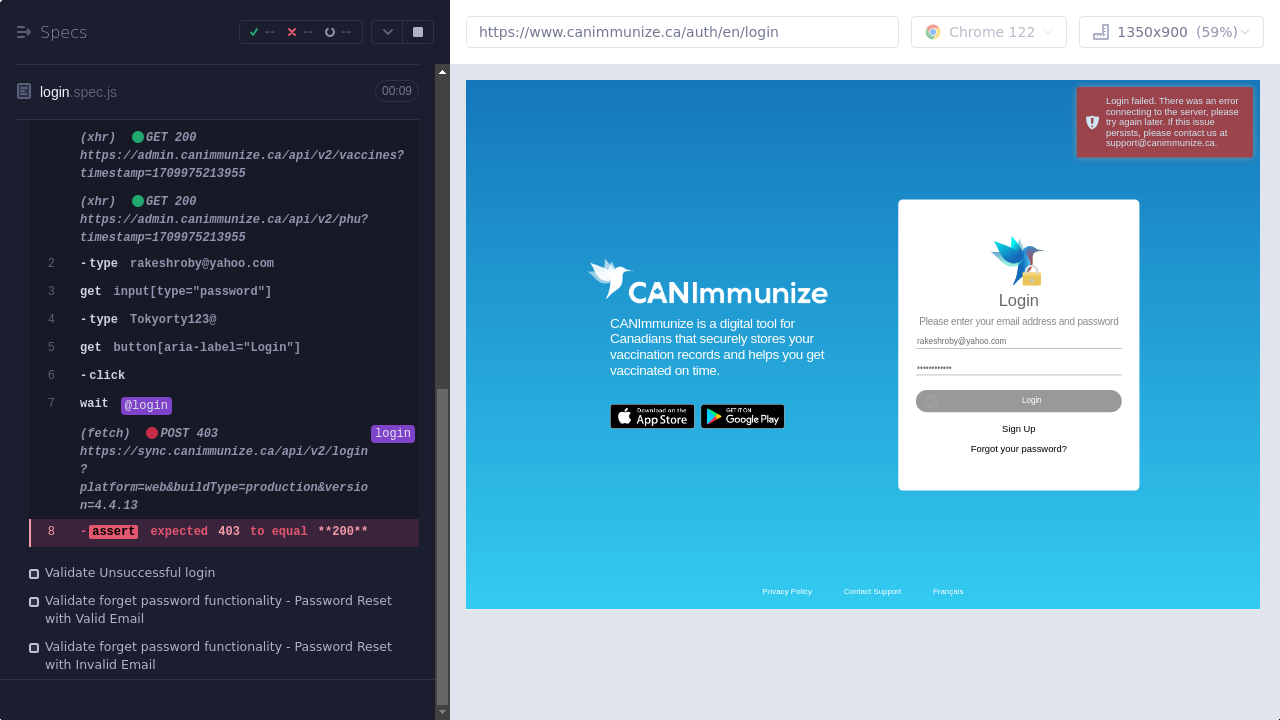 Specs
-- -- --
https://www.canimmunize.ca/auth/en/login
Chrome 122
1350x900 (59%)
login.spec.js
00:09
(xhr) GET 200
https://admin.canimmunize.ca/api/v2/vaccines?
timestamp=1709975213955
(xhr) GET 200
https://admin.canimmunize.ca/api/v2/phu?
timestamp=1709975213955
2 -type rakeshroby@yahoo.com
3 get input[type="password"]
4 -type Tokyorty123@
5 get button[aria-label="Login"]
6 -click
7 wait @login
(fetch) POST 403 login
https://sync.canimmunize.ca/api/v2/login
?
platform=web&buildType=production&versio
n=4.4.13
8 -assert expected 403 to equal **200**
Validate Unsuccessful login
Validate forget password functionality - Password Reset
with Valid Email
Validate forget password functionality - Password Reset
with Invalid Email
Login failed. There was an error
connecting to the server, please
try again later. If this issue
persists, please contact us at
support@canimmunize.ca.
CANImmunize
CANImmunize is a digital tool for
Canadians that securely stores your
vaccination records and helps you get
vaccinated on time.
Download on the
App Store
GET IT ON
Google Play
Login
Please enter your email address and password
rakeshroby@yahoo.com
••••••••••••
Login
Sign Up
Forgot your password?
Privacy Policy
Contact Support
Français